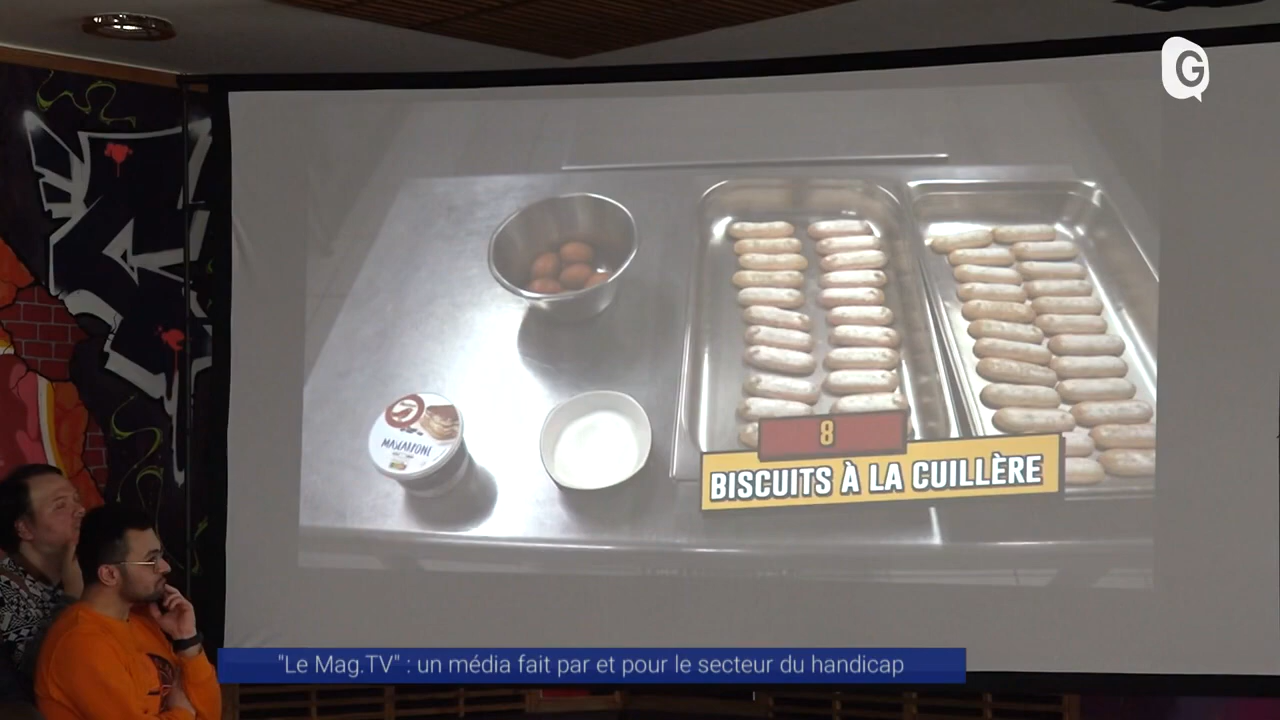 G
MASCARPONE
8
BISCUITS À LA CUILLÈRE
"Le Mag.TV" : un média fait par et pour le secteur du handicap